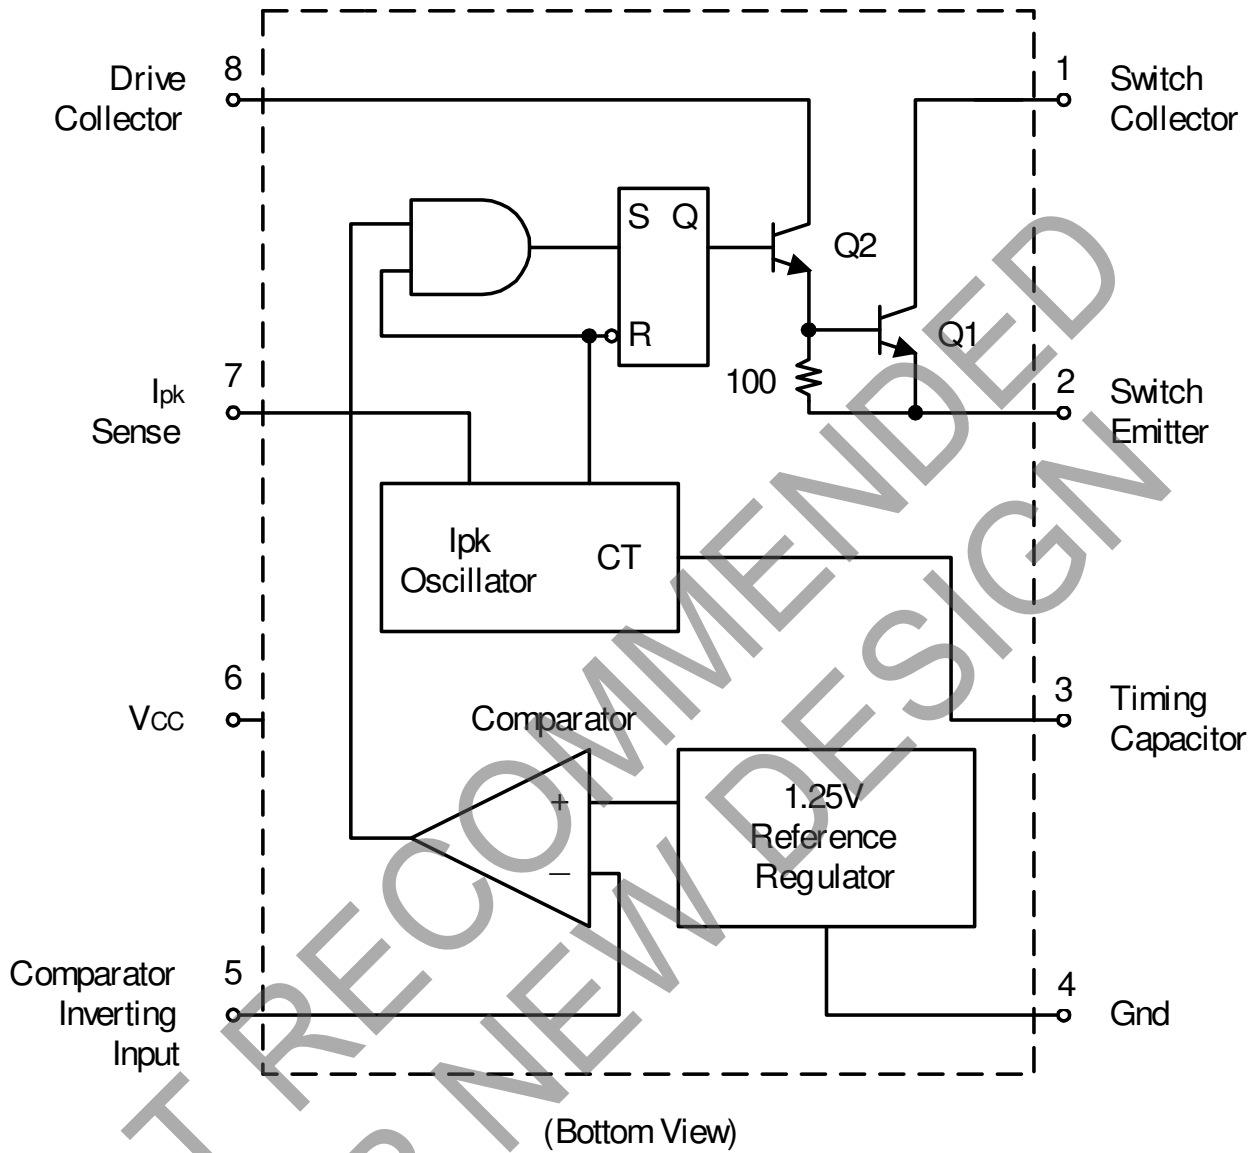 Drive
Collector
8
1
Switch
Collector
S Q
Q2
R
Q1
100
Ipk
Sense
7
2
Switch
Emitter
Ipk
Oscillator
CT
VCC
6
3
Timing
Capacitor
Comparator
+
−
1.25V
Reference
Regulator
Comparator
Inverting
Input
5
4
Gnd
(Bottom View)
T RECOMMENDED
R NEW DESIGN